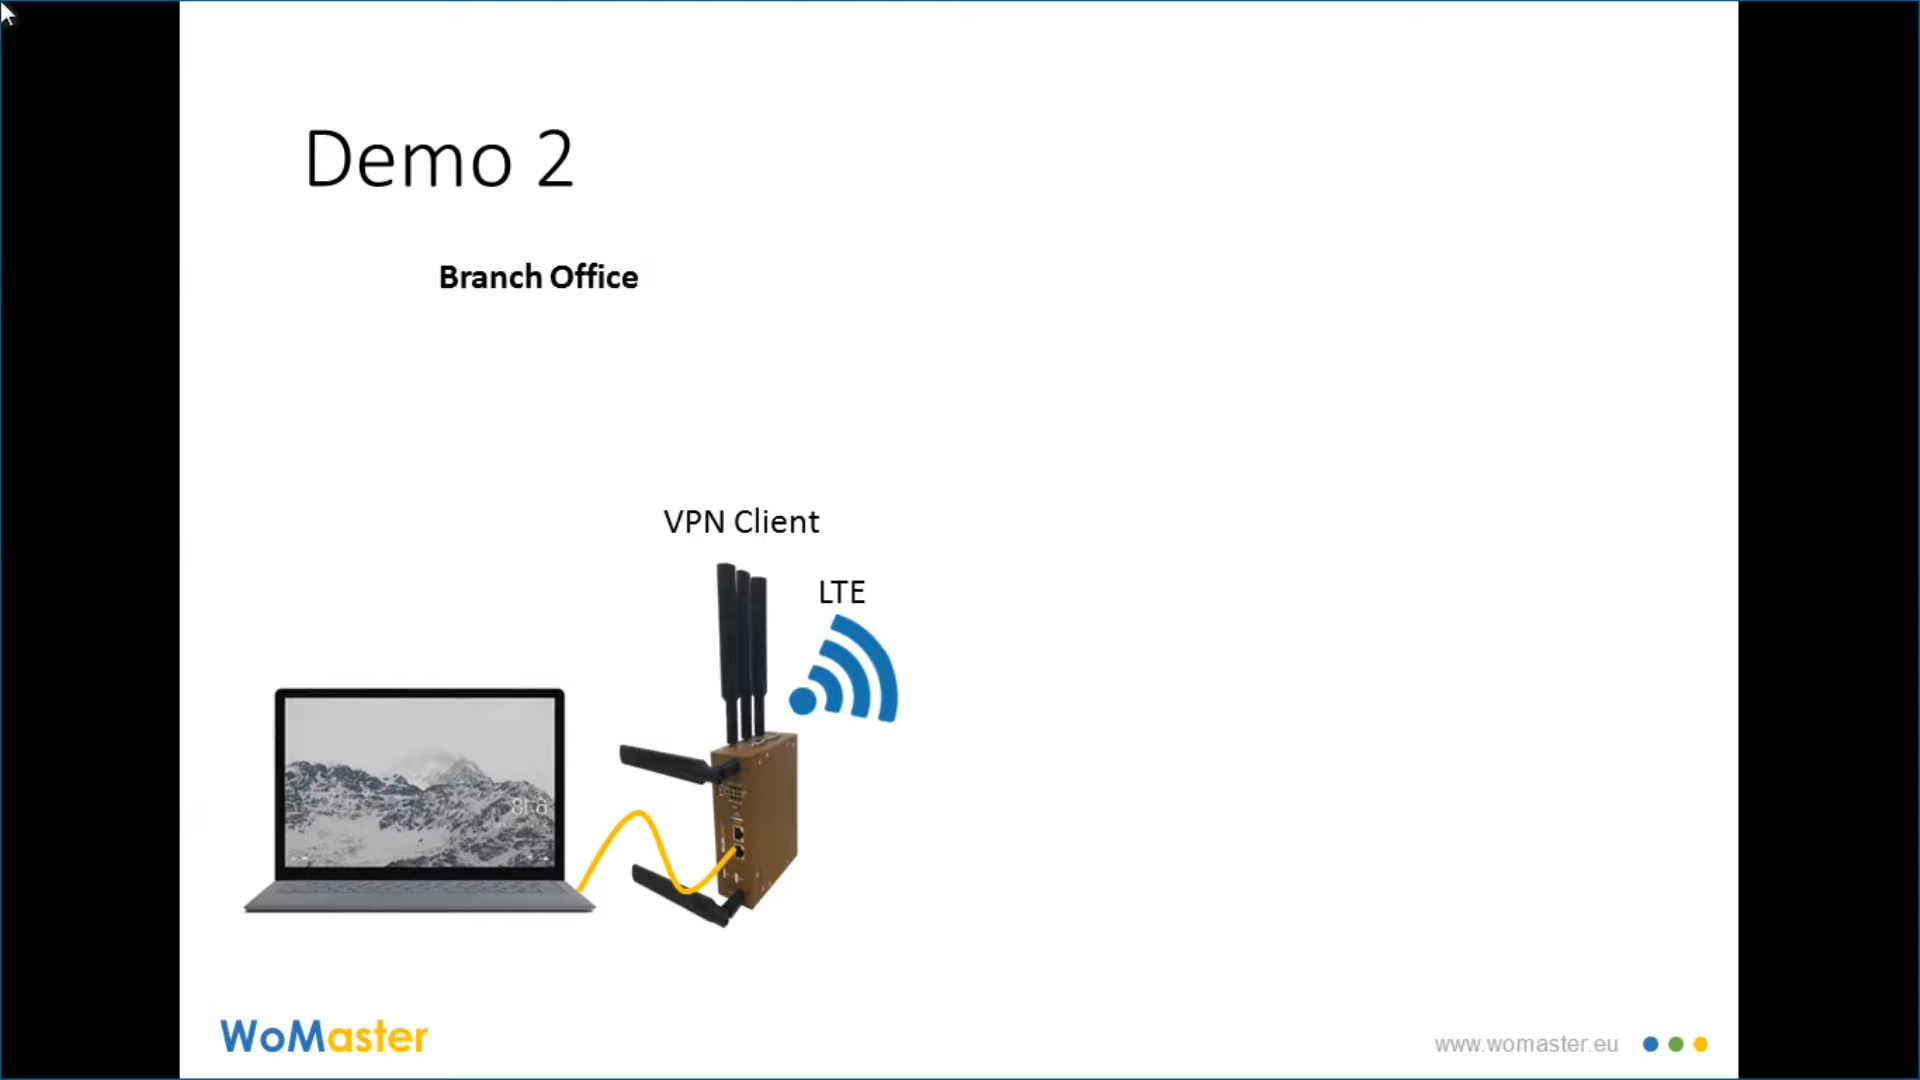 Demo 2
Branch Office
VPN Client
LTE
WoMaster
www.womaster.eu